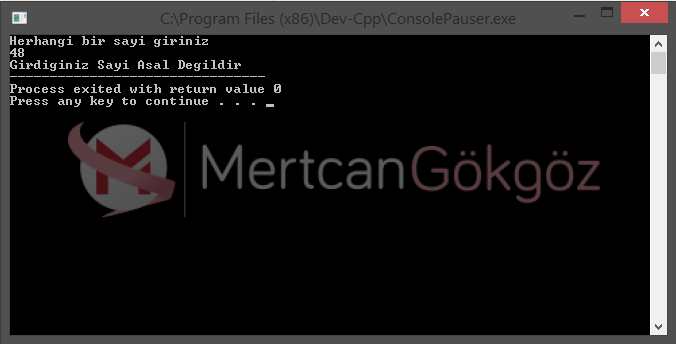 C:\Program Files (x86)\Dev-Cpp\ConsolePauser.exe
Herhangi bir sayi giriniz
48
Girdiginiz Sayi Asal Degildir
--------------------------------
Process exited with return value 0
Press any key to continue . . . _
M MertcanGökgöz